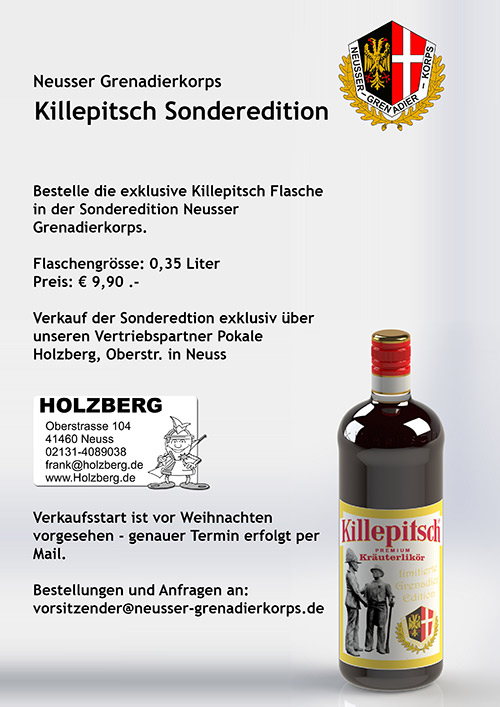 NEUSSER - GRENADIER - KORPS
Neusser Grenadierkorps
Killepitsch Sonderedition
Bestelle die exklusive Killepitsch Flasche
in der Sonderedition Neusser
Grenadierkorps.
Flaschengrösse: 0,35 Liter
Preis: € 9,90 .-
Verkauf der Sonderedtion exklusiv über
unseren Vertriebspartner Pokale
Holzberg, Oberstr. in Neuss
HOLZBERG
Oberstrasse 104
41460 Neuss
02131-4089038
frank@holzberg.de
www.Holzberg.de
Verkaufsstart ist vor Weihnachten
vorgesehen - genauer Termin erfolgt per
Mail.
Bestellungen und Anfragen an:
vorsitzender@neusser-grenadierkorps.de
Killepitsch
PREMIUM
Kräuterlikör
limitierte
Grenadier
Edition